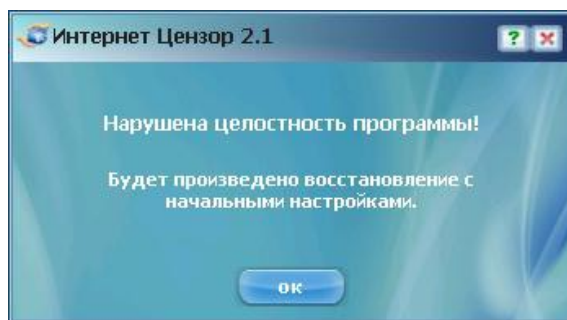 Интернет Цензор 2.1
?
Нарушена целостность программы!
Будет произведено восстановление с
начальными настройками.
ок